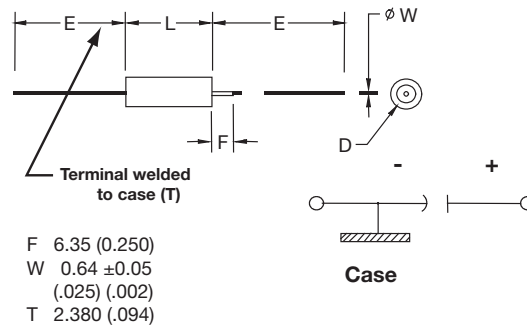 E L E ø W
F
D
Terminal welded
to case (T)
- +
Case
F 6.35 (0.250)
W 0.64 ±0.05
(.025) (.002)
T 2.380 (.094)